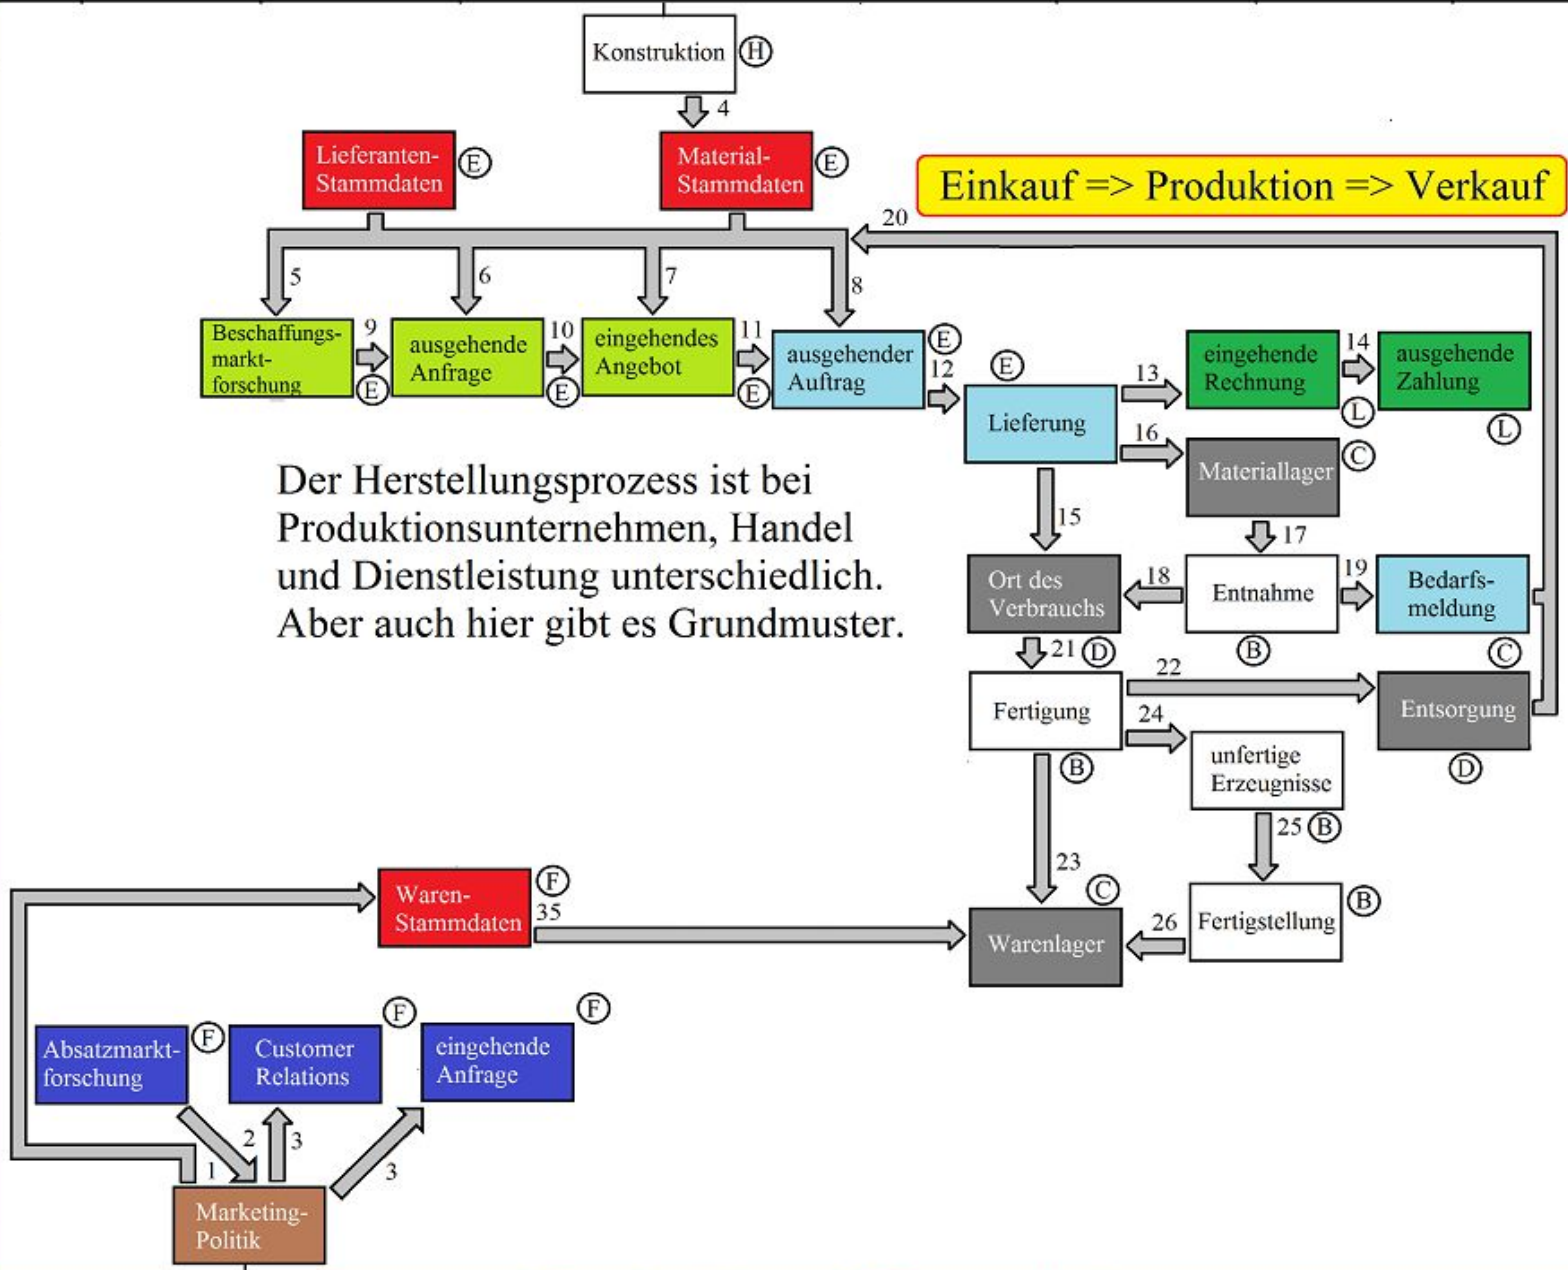 Konstruktion
H
4
Lieferanten-
Stammdaten
E
Material-
Stammdaten
E
Einkauf => Produktion => Verkauf
20
5
6
7
8
Beschaffungs-
markt-
forschung
9
E
ausgehende
Anfrage
10
E
eingehendes
Angebot
11
E
ausgehender
Auftrag
E
12
E
Lieferung
13
eingehende
Rechnung
14
L
ausgehende
Zahlung
L
16
Materiallager
C
15
17
Ort des
Verbrauchs
18
Entnahme
19
Bedarfs-
meldung
21
D
B
C
Der Herstellungsprozess ist bei
Produktionsunternehmen, Handel
und Dienstleistung unterschiedlich.
Aber auch hier gibt es Grundmuster.
Fertigung
22
Entsorgung
24
B
D
unfertige
Erzeugnisse
25
B
23
Waren-
Stammdaten
F
35
C
Warenlager
26
Fertigstellung
B
Absatzmarkt-
forschung
F
Customer
Relations
F
eingehende
Anfrage
F
1
2
3
3
Marketing-
Politik